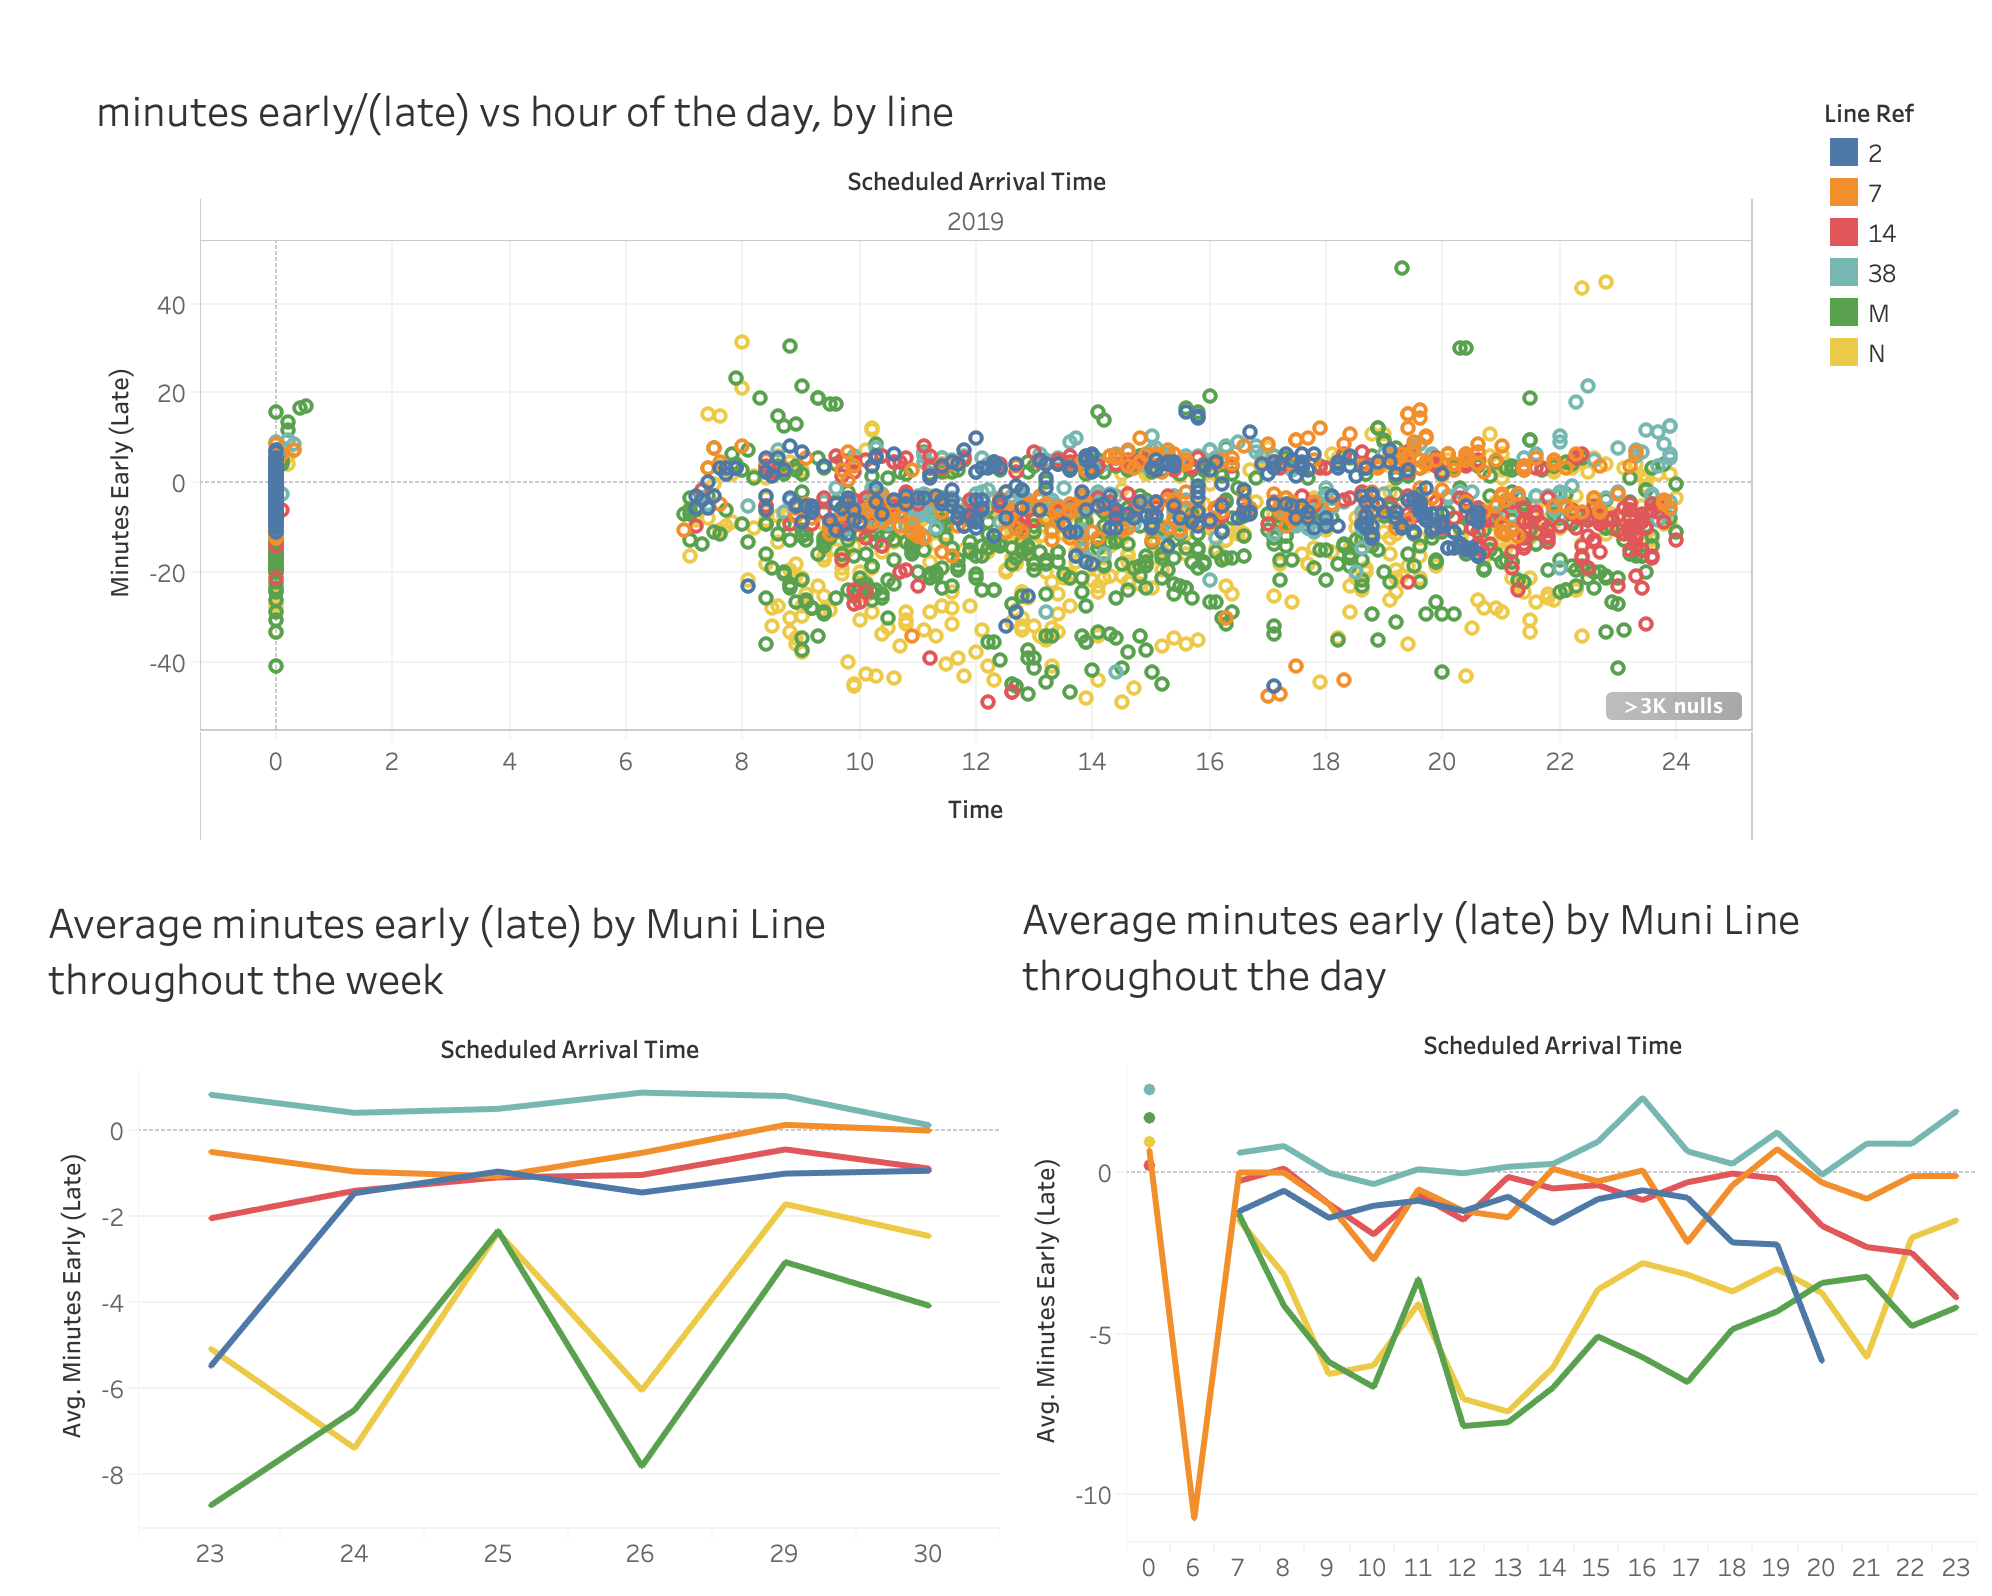 minutes early/(late) vs hour of the day, by line
Line Ref
2
7
14
38
M
N
Scheduled Arrival Time
2019
Minutes Early (Late)
40
20
0
-20
-40
>3K nulls
0 2 4 6 8 10 12 14 16 18 20 22 24
Time
Average minutes early (late) by Muni Line
throughout the week
Scheduled Arrival Time
Avg. Minutes Early (Late)
0
-2
-4
-6
-8
23 24 25 26 29 30
Average minutes early (late) by Muni Line
throughout the day
Scheduled Arrival Time
Avg. Minutes Early (Late)
0
-5
-10
0 6 7 8 9 10 11 12 13 14 15 16 17 18 19 20 21 22 23